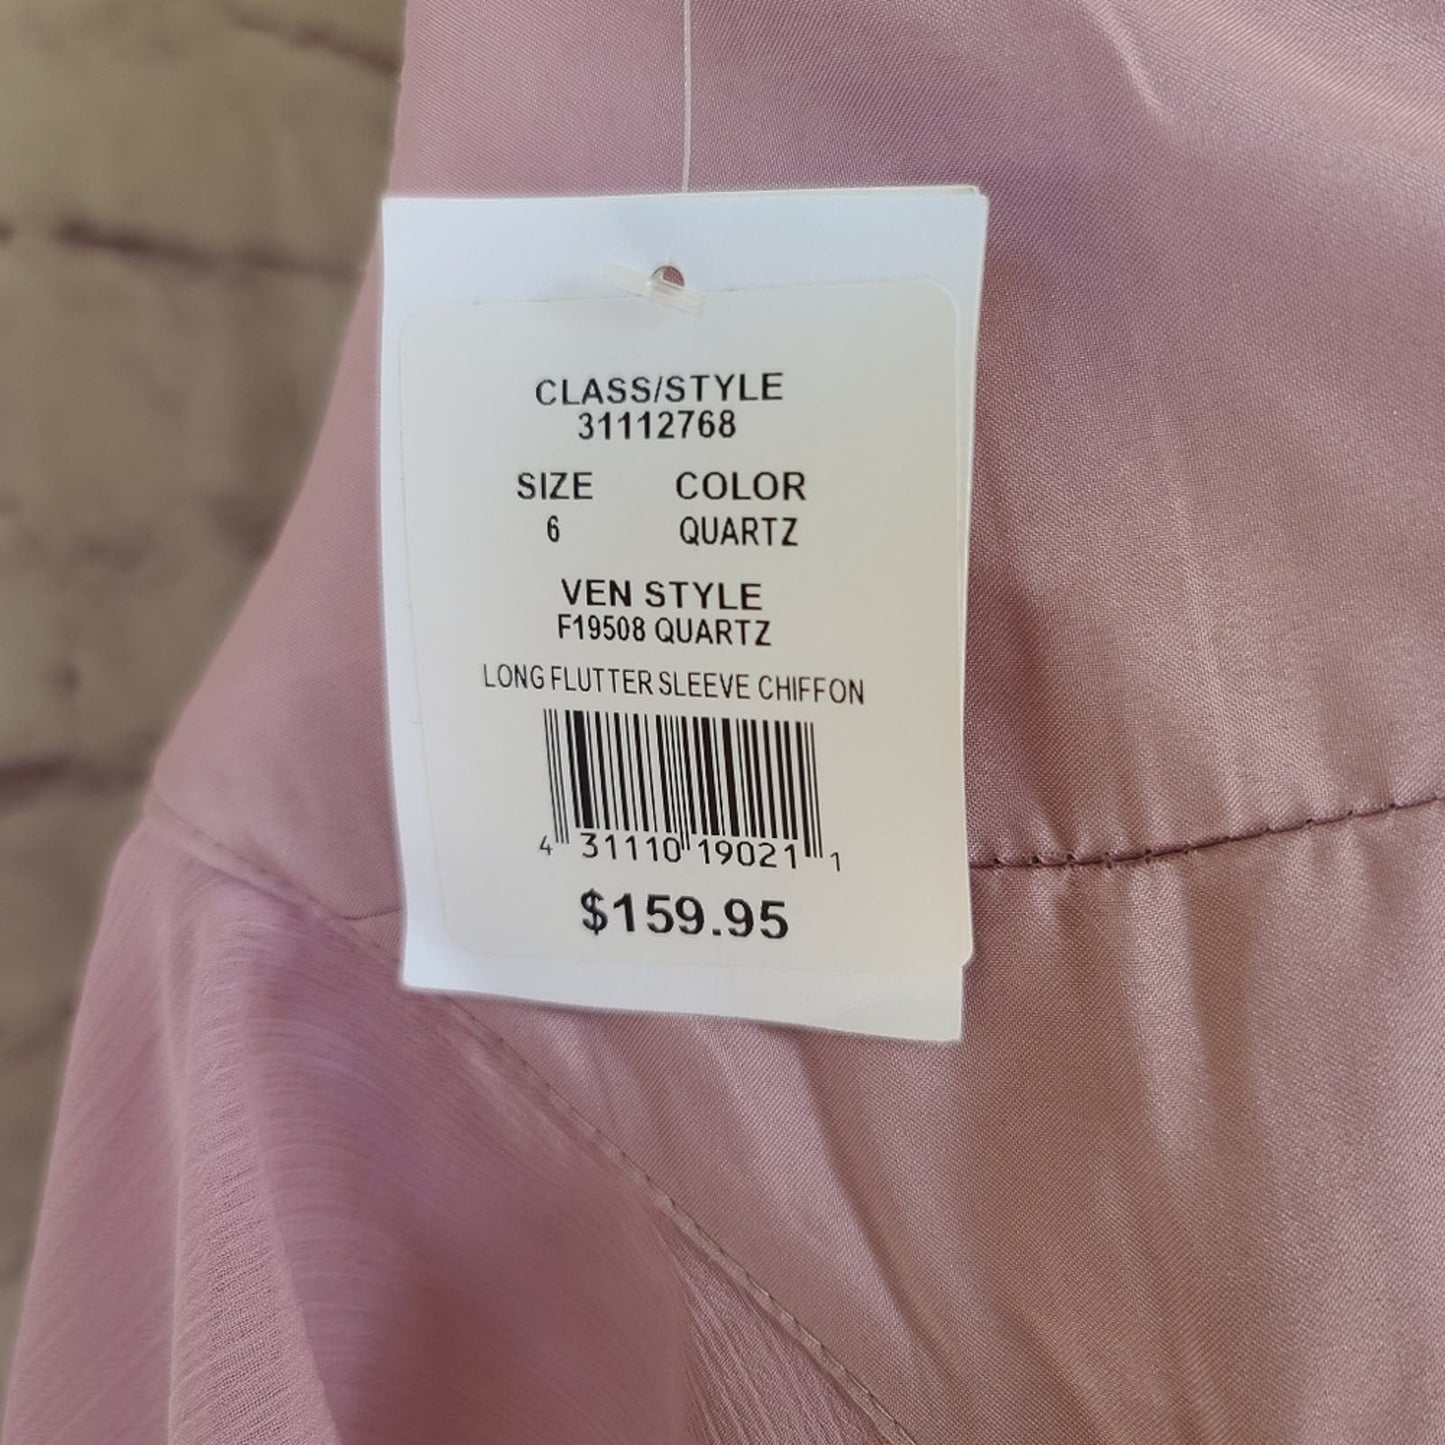 CLASS/STYLE
31112768
SIZE COLOR
6 QUARTZ
VEN STYLE
F19508 QUARTZ
LONG FLUTTER SLEEVE CHIFFON
4 31110 19021 1
$159.95